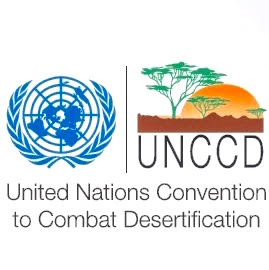 UNCCD
United Nations Convention
to Combat Desertification